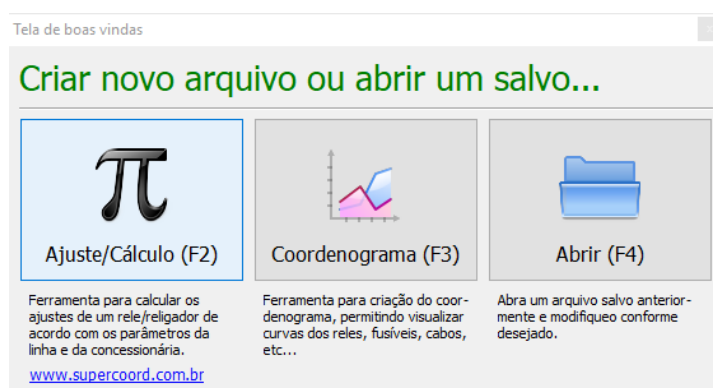 Tela de boas vindas
Criar novo arquivo ou abrir um salvo...
Ajuste/Cálculo (F2)
Coordenograma (F3)
Abrir (F4)
Ferramenta para calcular os
ajustes de um rele/religador de
acordo com os parâmetros da
linha e da concessionária.
www.supercoord.com.br
Ferramenta para criação do coor-
denograma, permitindo visualizar
curvas dos reles, fusíveis, cabos,
etc...
Abra um arquivo salvo anterior-
mente e modifiqueo conforme
desejado.